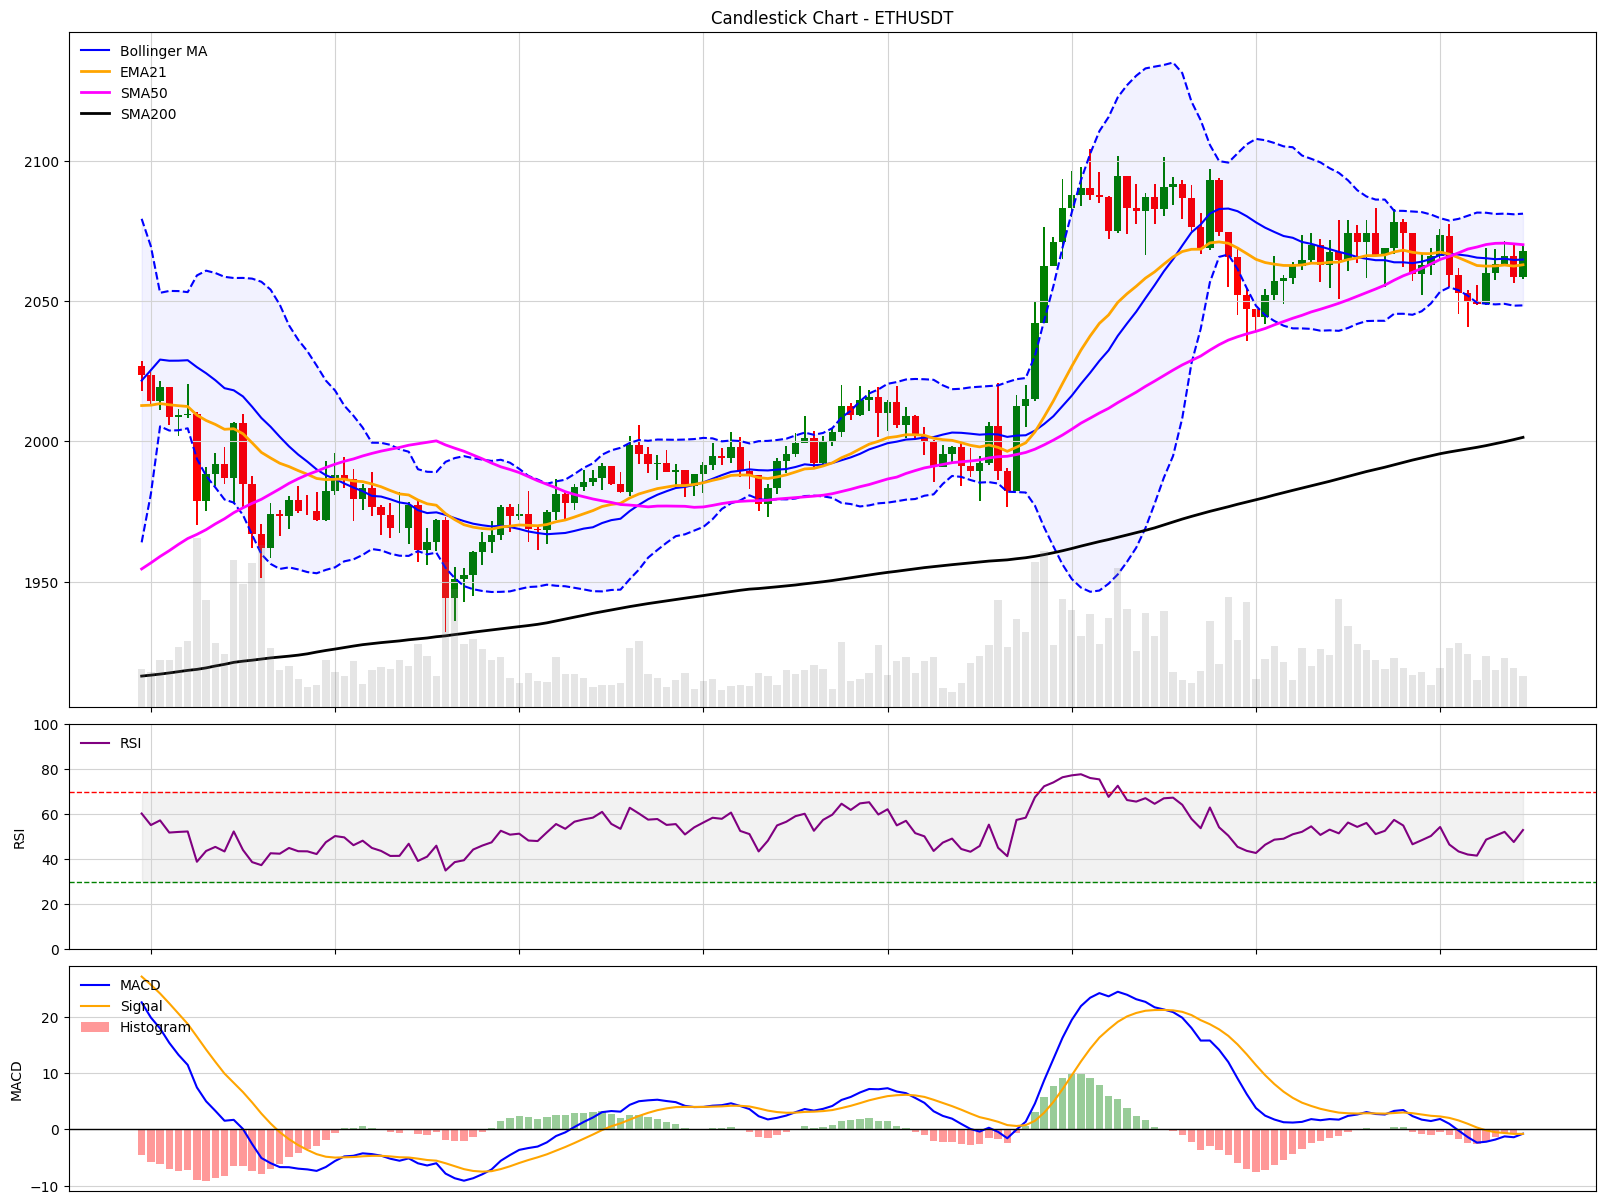 Candlestick Chart - ETHUSDT
Bollinger MA
EMA21
SMA50
SMA200
2100
2050
2000
1950
100
80
60
40
20
0
RSI
RSI
20
10
0
−10
MACD
MACD
Signal
Histogram